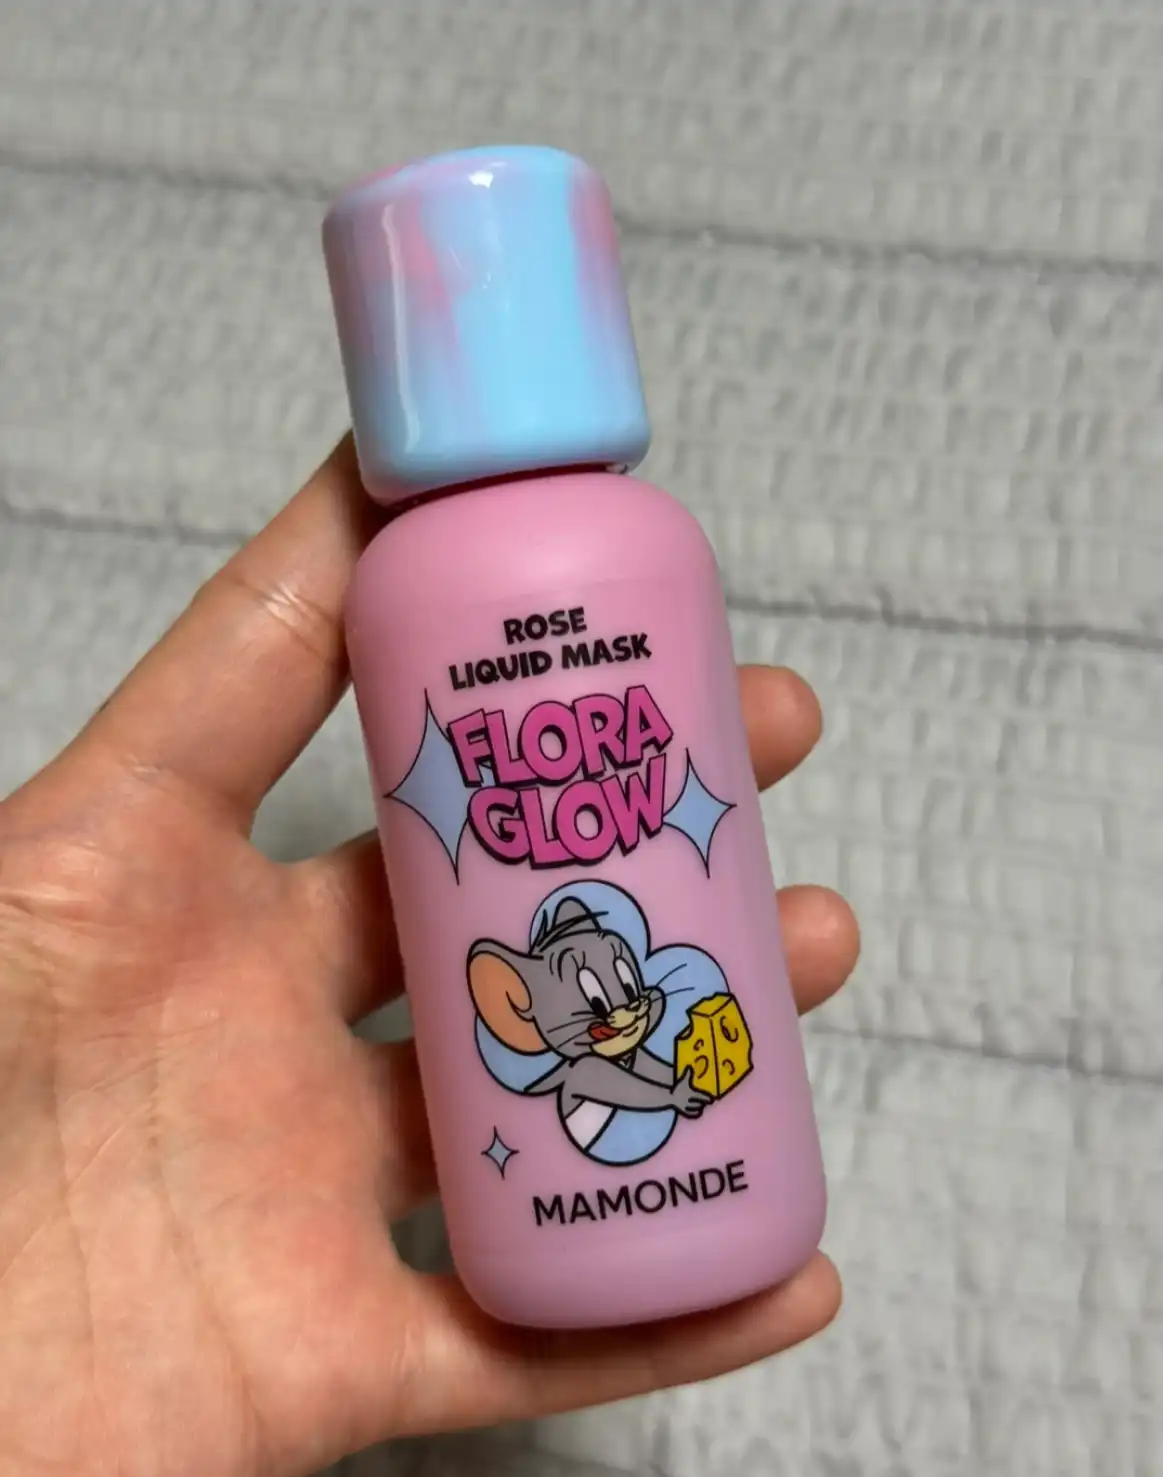 ROSE
LIQUID MASK
FLORA
GLOW
MAMONDE